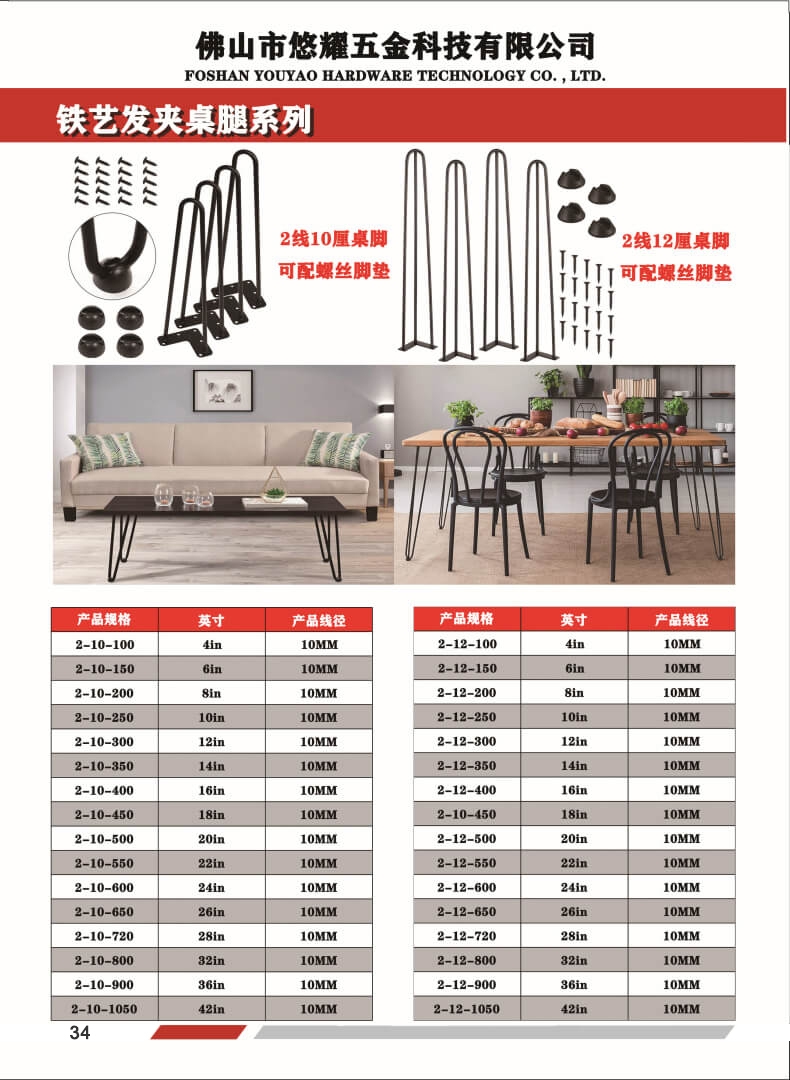 佛山市悠耀五金科技有限公司
FOSHAN YOUYAO HARDWARE TECHNOLOGY CO. , LTD.
铁艺发夹桌腿系列
2线10厘桌脚
可配螺丝脚垫
2线12厘桌脚
可配螺丝脚垫
产品规格 英寸 产品线径
2-10-100 4in 10MM
2-10-150 6in 10MM
2-10-200 8in 10MM
2-10-250 10in 10MM
2-10-300 12in 10MM
2-10-350 14in 10MM
2-10-400 16in 10MM
2-10-450 18in 10MM
2-10-500 20in 10MM
2-10-550 22in 10MM
2-10-600 24in 10MM
2-10-650 26in 10MM
2-10-720 28in 10MM
2-10-800 32in 10MM
2-10-900 36in 10MM
2-10-1050 42in 10MM
产品规格 英寸 产品线径
2-12-100 4in 10MM
2-12-150 6in 10MM
2-12-200 8in 10MM
2-12-250 10in 10MM
2-12-300 12in 10MM
2-12-350 14in 10MM
2-12-400 16in 10MM
2-10-450 18in 10MM
2-12-500 20in 10MM
2-12-550 22in 10MM
2-12-600 24in 10MM
2-12-650 26in 10MM
2-12-720 28in 10MM
2-12-800 32in 10MM
2-12-900 36in 10MM
2-12-1050 42in 10MM
34